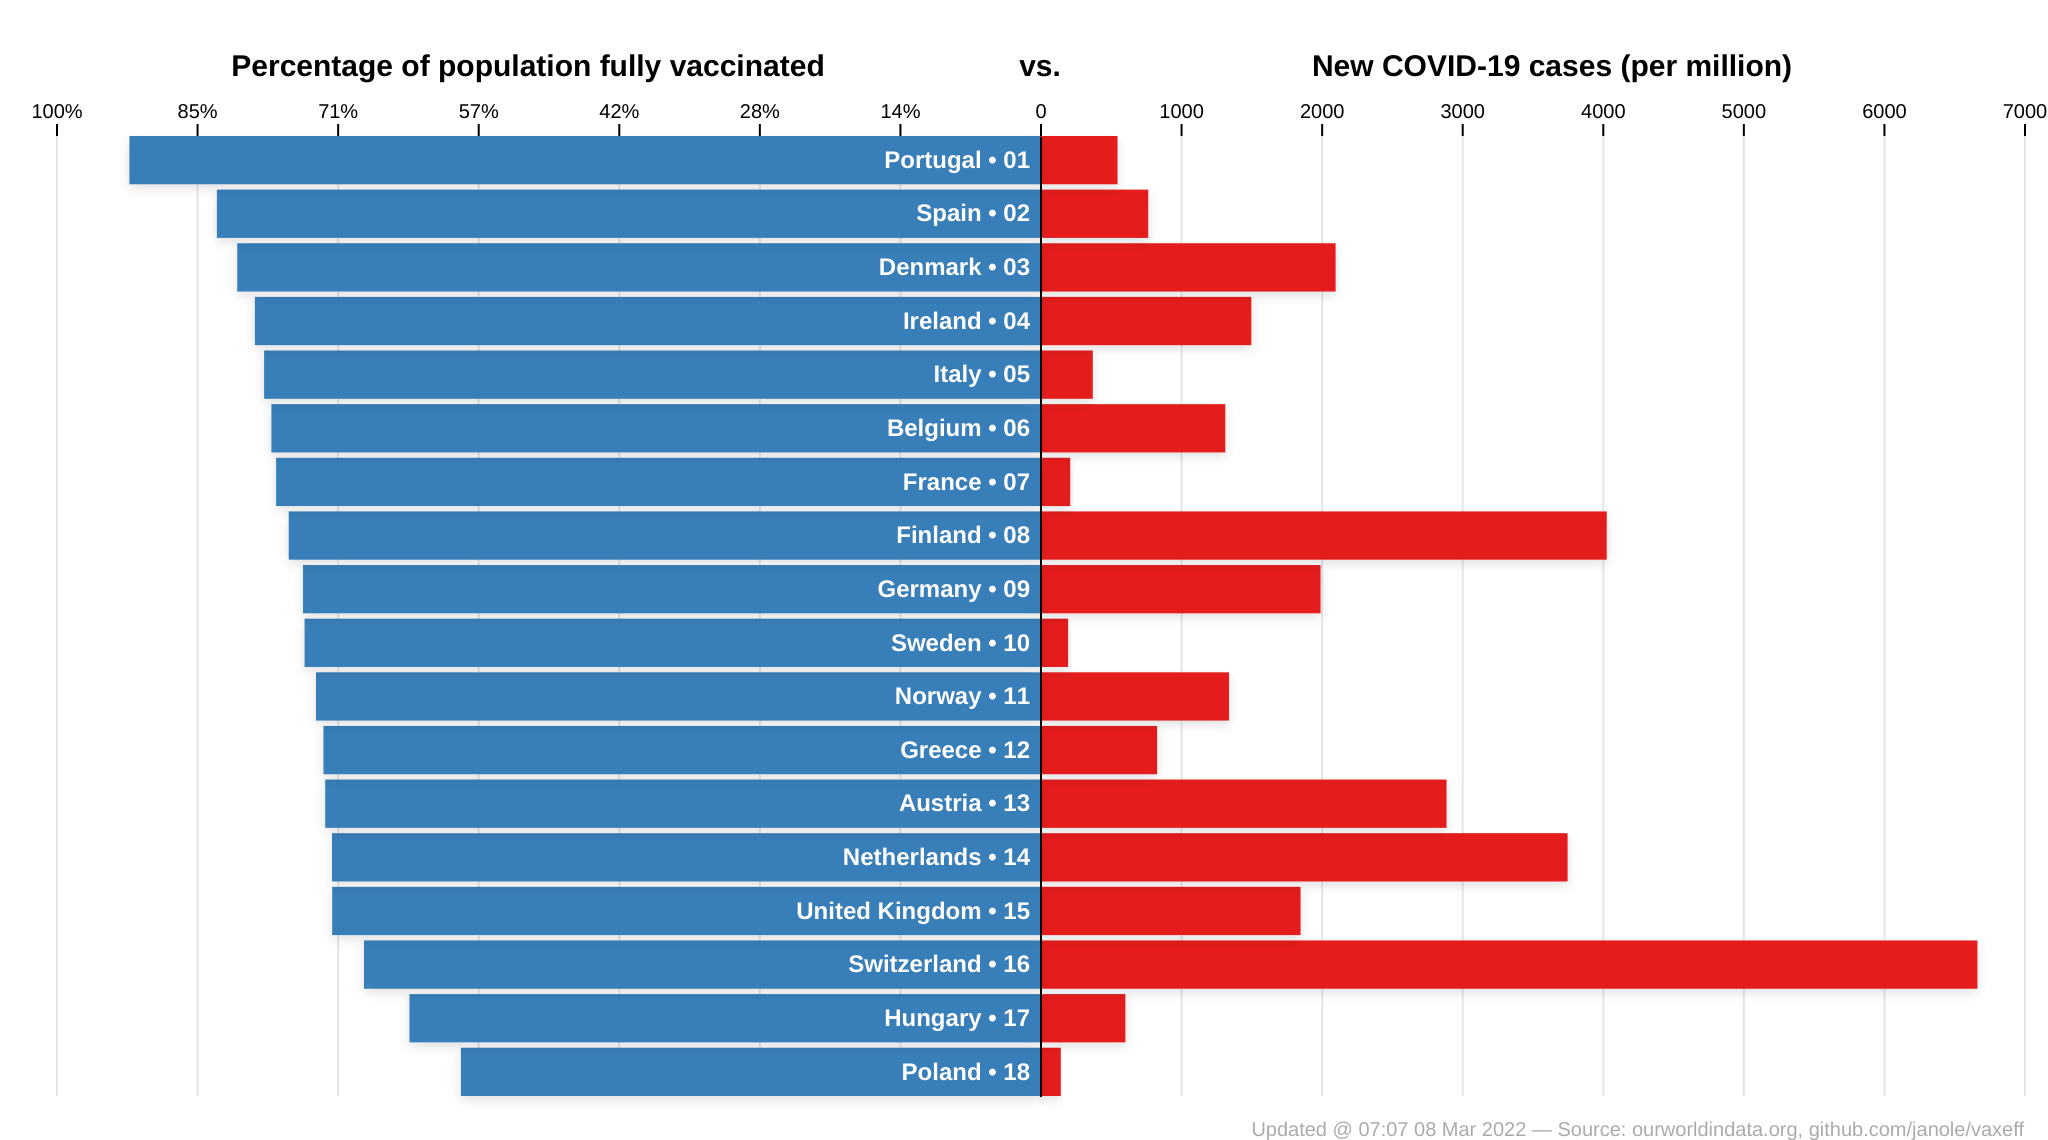 Percentage of population fully vaccinated vs. New COVID-19 cases (per million)
100% 85% 71% 57% 42% 28% 14% 0 1000 2000 3000 4000 5000 6000 7000
Portugal • 01
Spain • 02
Denmark • 03
Ireland • 04
Italy • 05
Belgium • 06
France • 07
Finland • 08
Germany • 09
Sweden • 10
Norway • 11
Greece • 12
Austria • 13
Netherlands • 14
United Kingdom • 15
Switzerland • 16
Hungary • 17
Poland • 18
Updated @ 07:07 08 Mar 2022 — Source: ourworldindata.org, github.com/janole/vaxeff